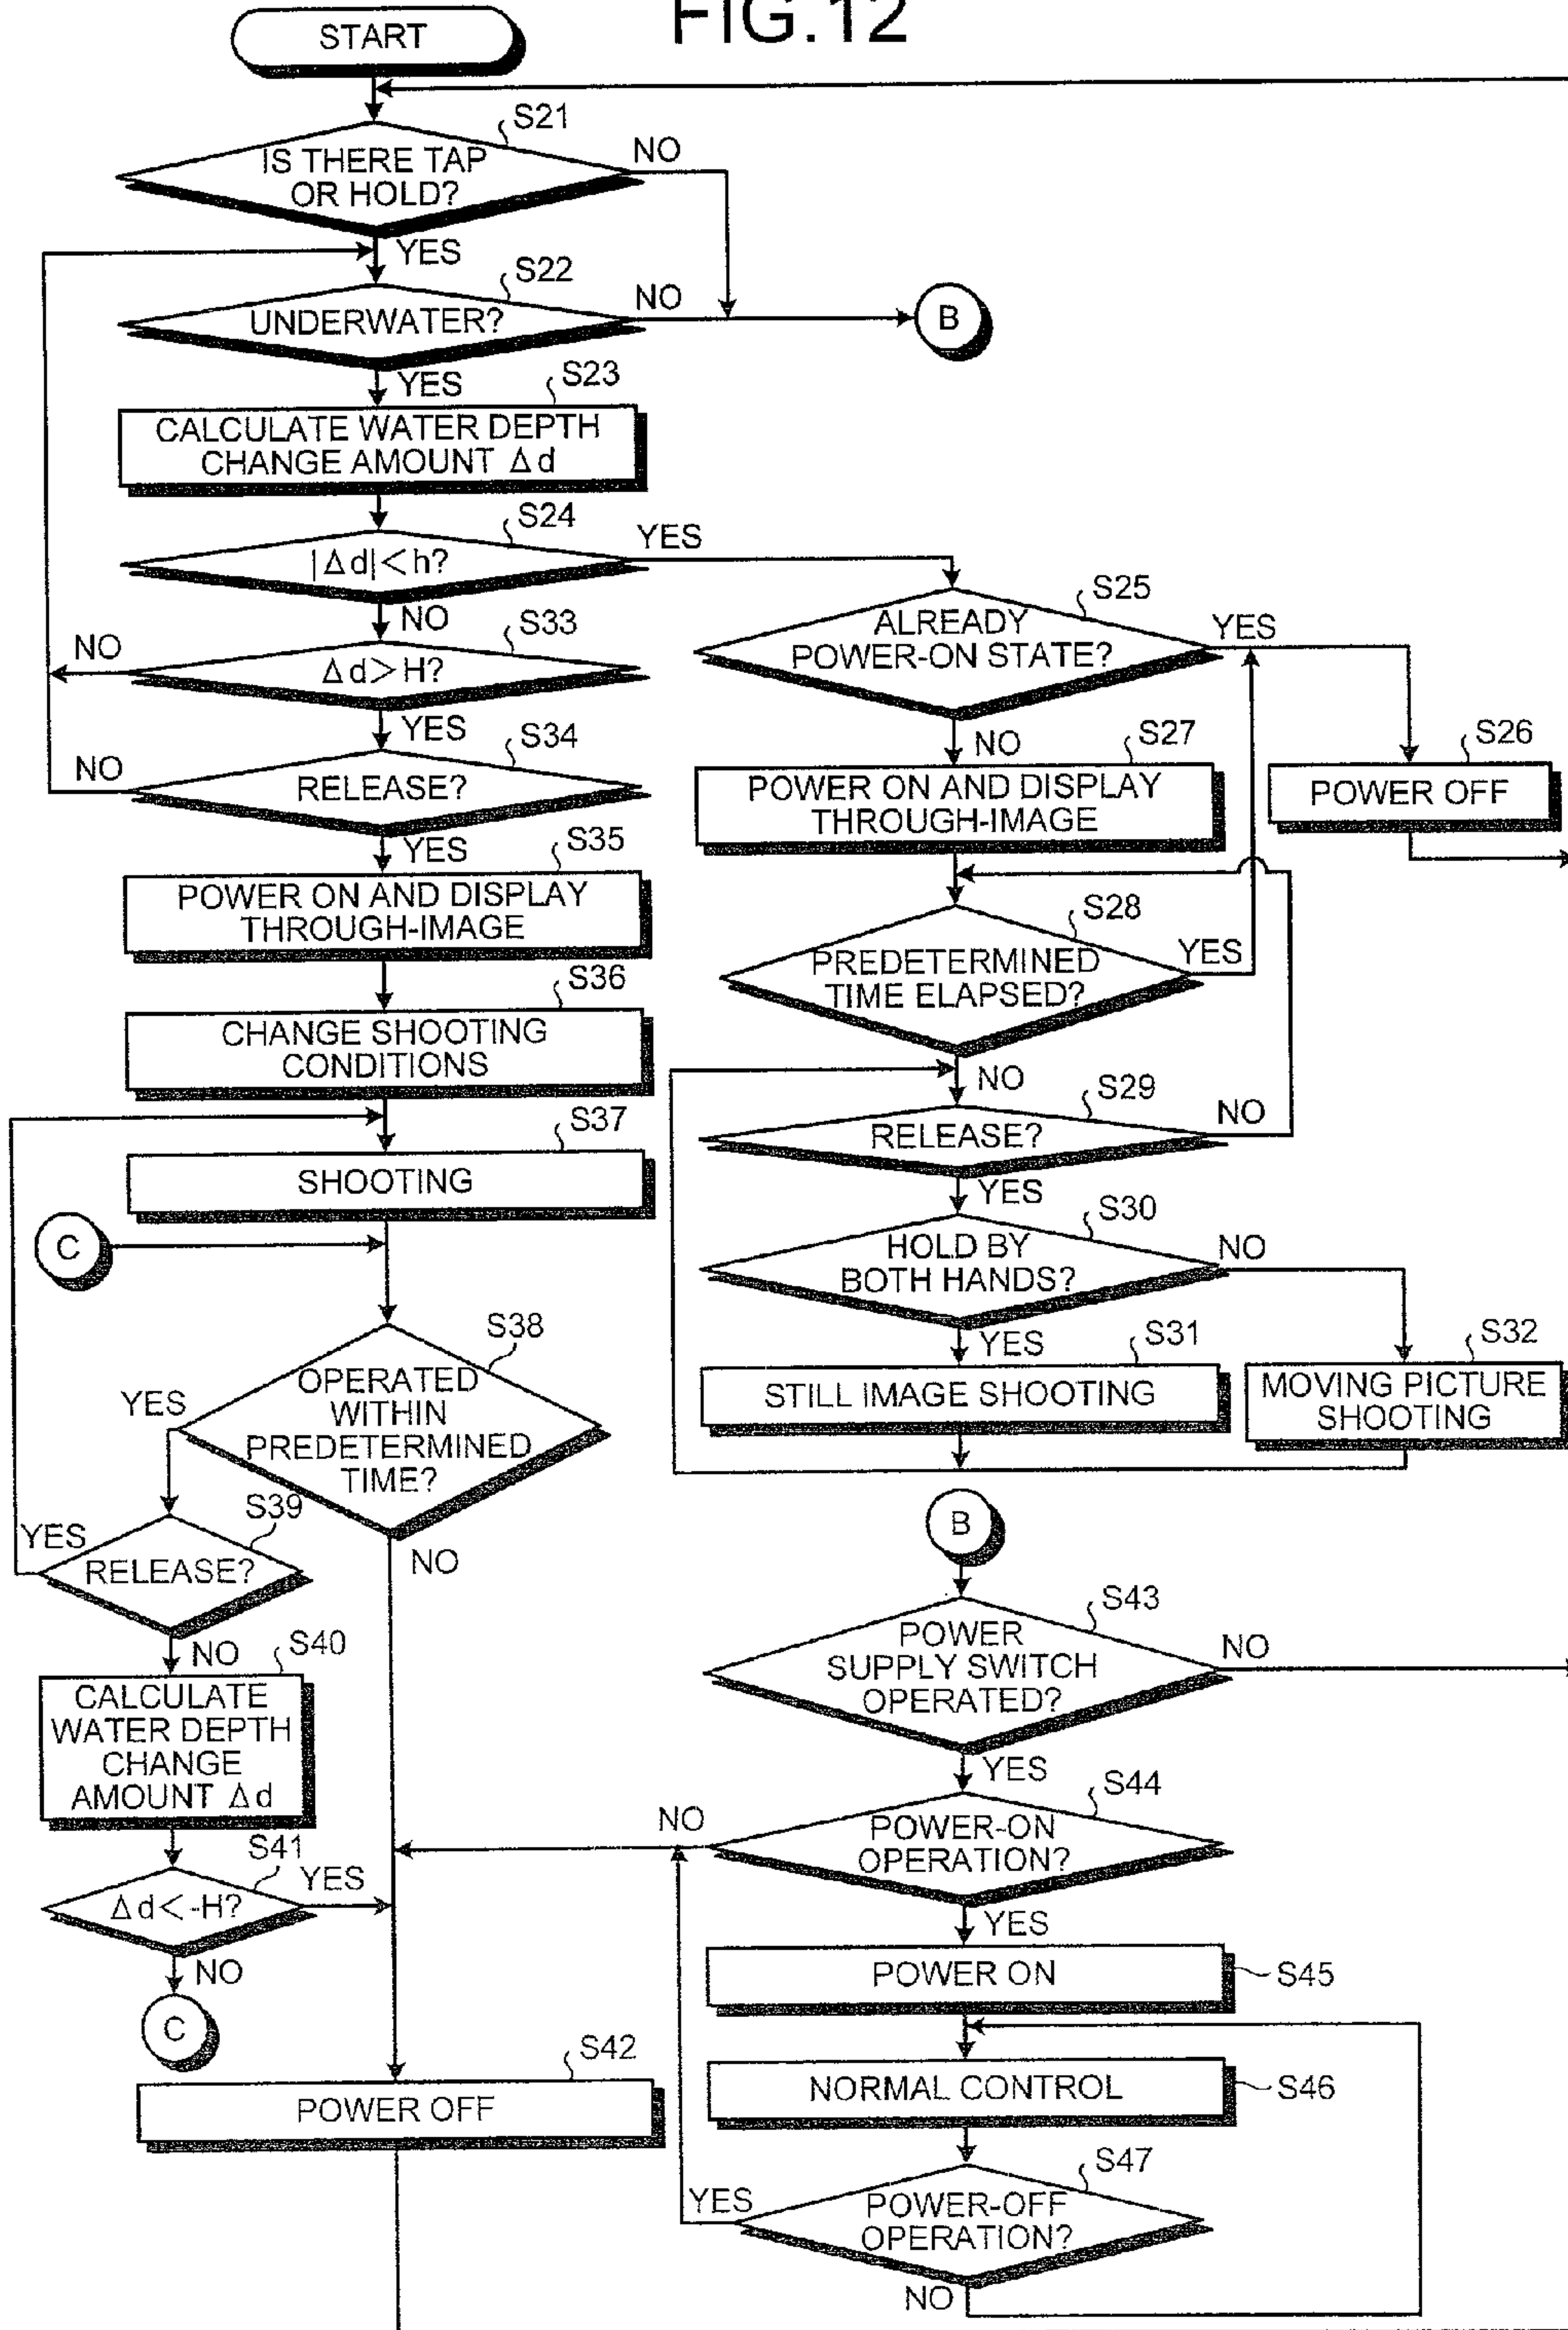 FIG.12
START
S21
IS THERE TAP
OR HOLD?
NO
YES
S22
UNDERWATER?
NO
B
YES
S23
CALCULATE WATER DEPTH
CHANGE AMOUNT Δd
S24
|Δd|<h?
YES
NO
S33
Δd>H?
NO
YES
S34
RELEASE?
NO
YES
S35
POWER ON AND DISPLAY
THROUGH-IMAGE
S36
CHANGE SHOOTING
CONDITIONS
S37
SHOOTING
C
S38
OPERATED
WITHIN
PREDETERMINED
TIME?
YES
NO
S39
RELEASE?
YES
NO
S40
CALCULATE
WATER DEPTH
CHANGE
AMOUNT Δd
S41
Δd<-H?
YES
NO
C
S42
POWER OFF
S25
ALREADY
POWER-ON STATE?
YES
NO
S26
POWER OFF
S27
POWER ON AND DISPLAY
THROUGH-IMAGE
S28
PREDETERMINED
TIME ELAPSED?
YES
NO
S29
RELEASE?
NO
YES
S30
HOLD BY
BOTH HANDS?
NO
YES
S31
STILL IMAGE SHOOTING
S32
MOVING PICTURE
SHOOTING
B
S43
POWER
SUPPLY SWITCH
OPERATED?
NO
YES
S44
POWER-ON
OPERATION?
NO
YES
POWER ON
S45
NORMAL CONTROL
S46
S47
POWER-OFF
OPERATION?
YES
NO